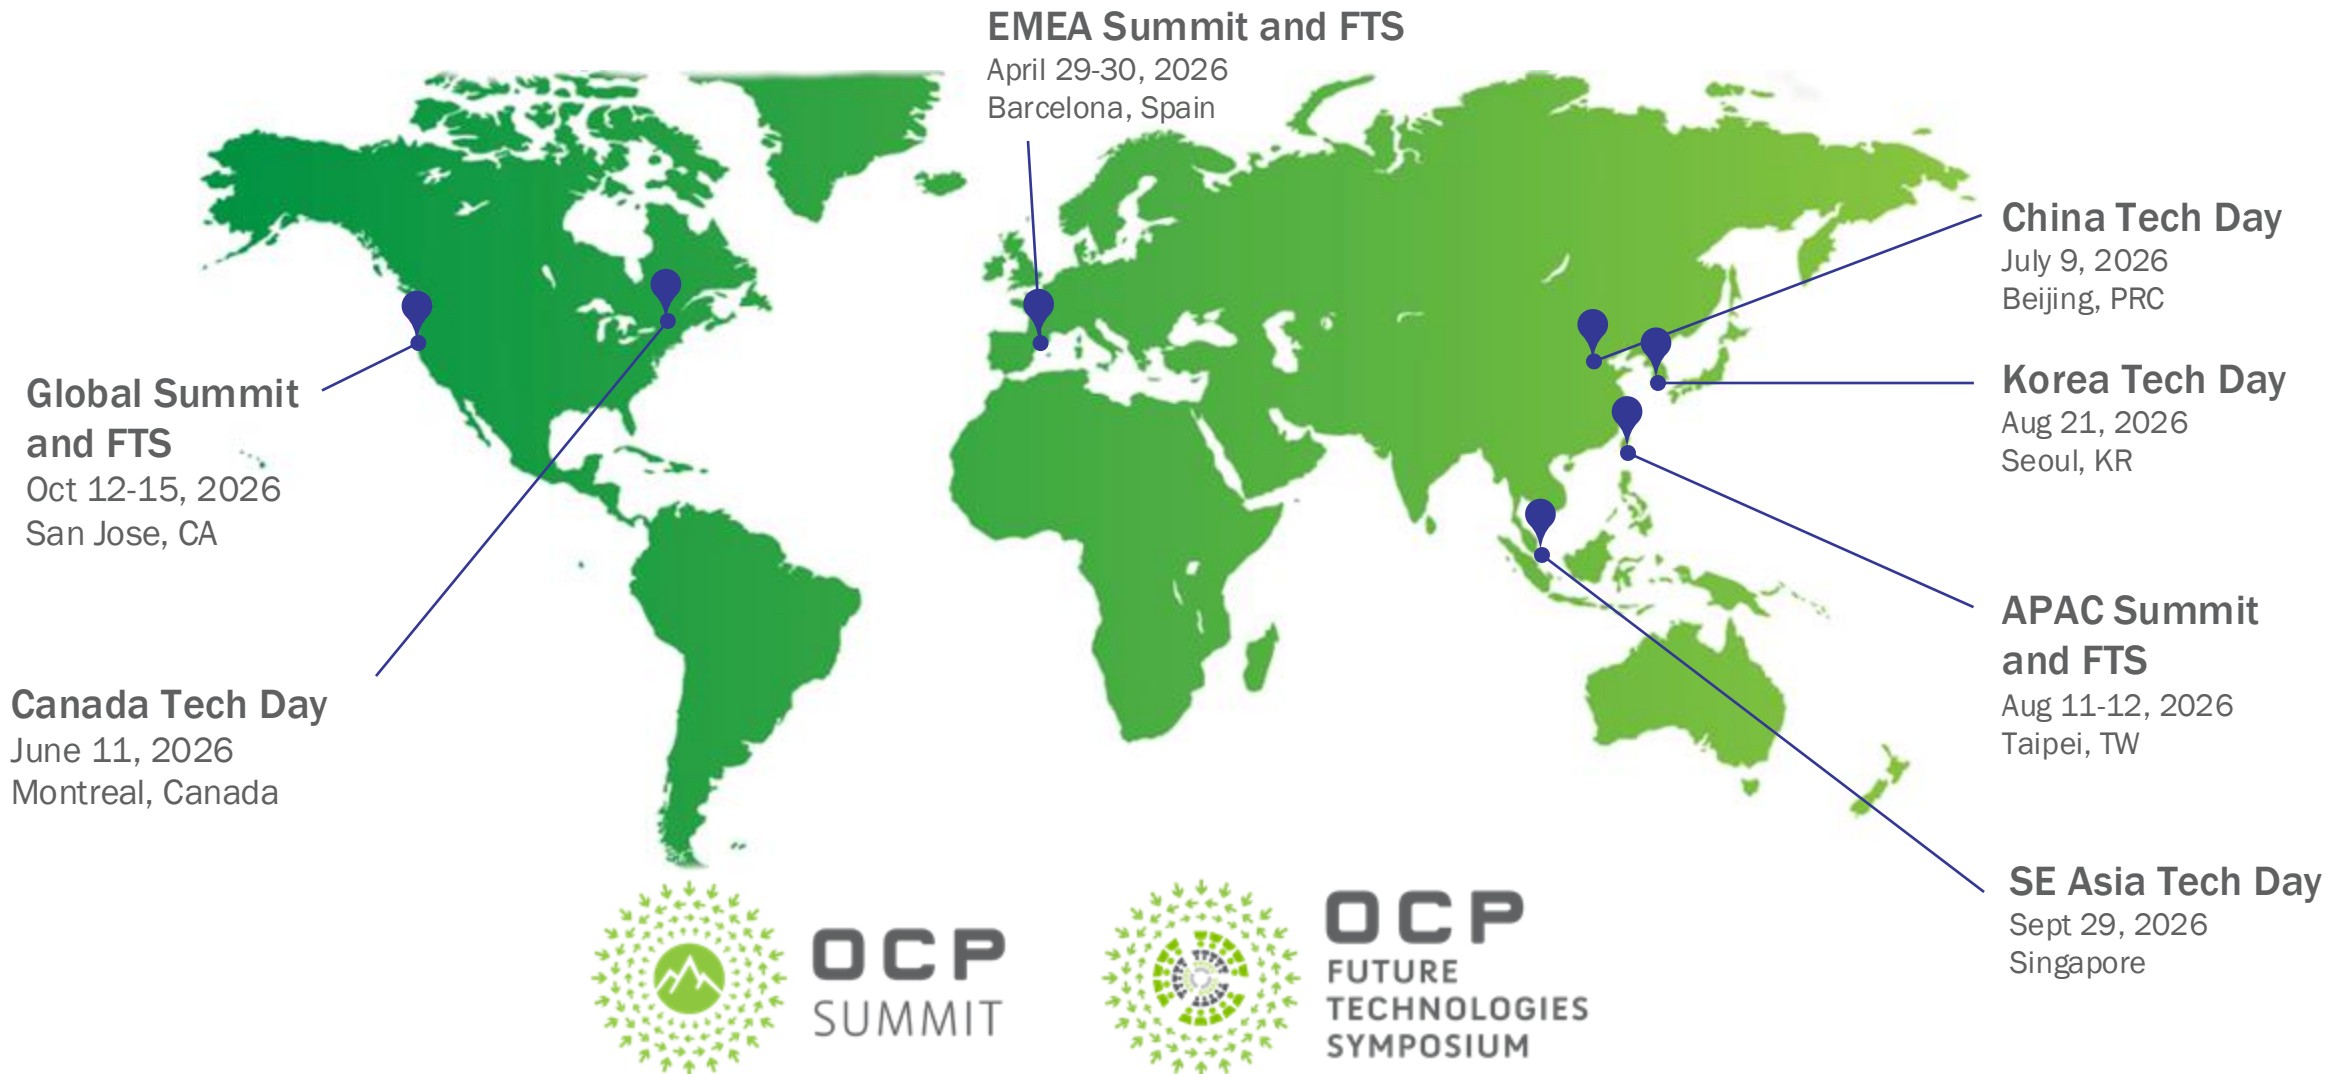 EMEA Summit and FTS
April 29-30, 2026
Barcelona, Spain
China Tech Day
July 9, 2026
Beijing, PRC
Global Summit
and FTS
Oct 12-15, 2026
San Jose, CA
Korea Tech Day
Aug 21, 2026
Seoul, KR
APAC Summit
and FTS
Aug 11-12, 2026
Taipei, TW
Canada Tech Day
June 11, 2026
Montreal, Canada
SE Asia Tech Day
Sept 29, 2026
Singapore
OCP
SUMMIT
OCP
FUTURE
TECHNOLOGIES
SYMPOSIUM